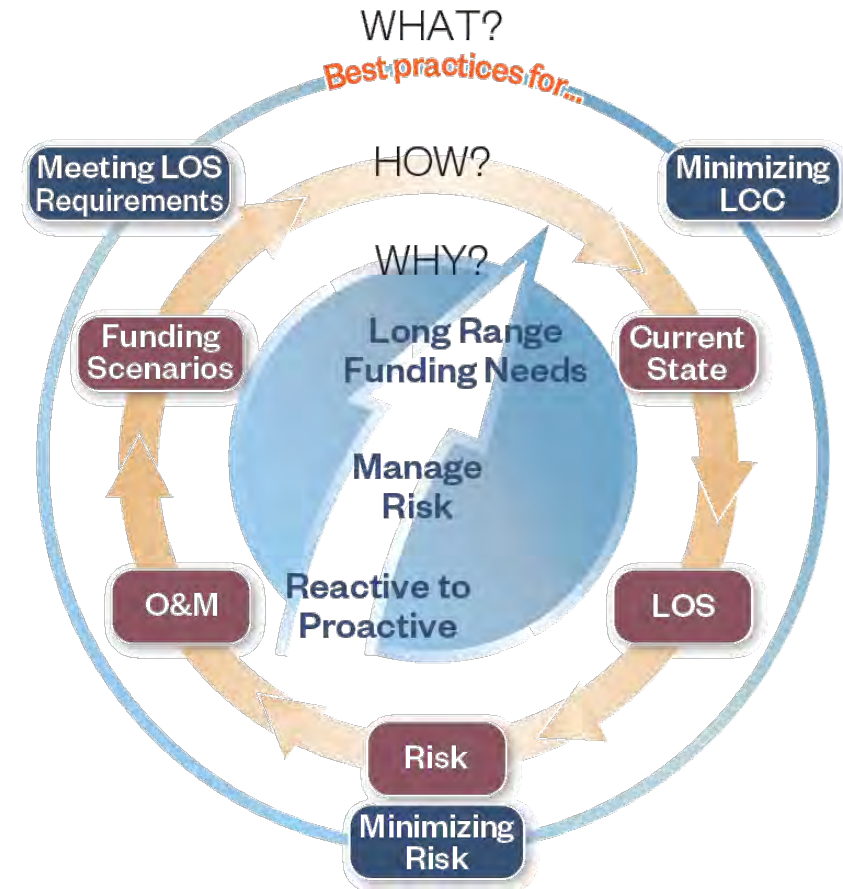 WHAT?
Best practices for...
Meeting LOS
Requirements
HOW?
Minimizing
LCC
WHY?
Funding
Scenarios
Long Range
Funding Needs
Current
State
Manage
Risk
O&M
Reactive to
Proactive
LOS
Risk
Minimizing
Risk